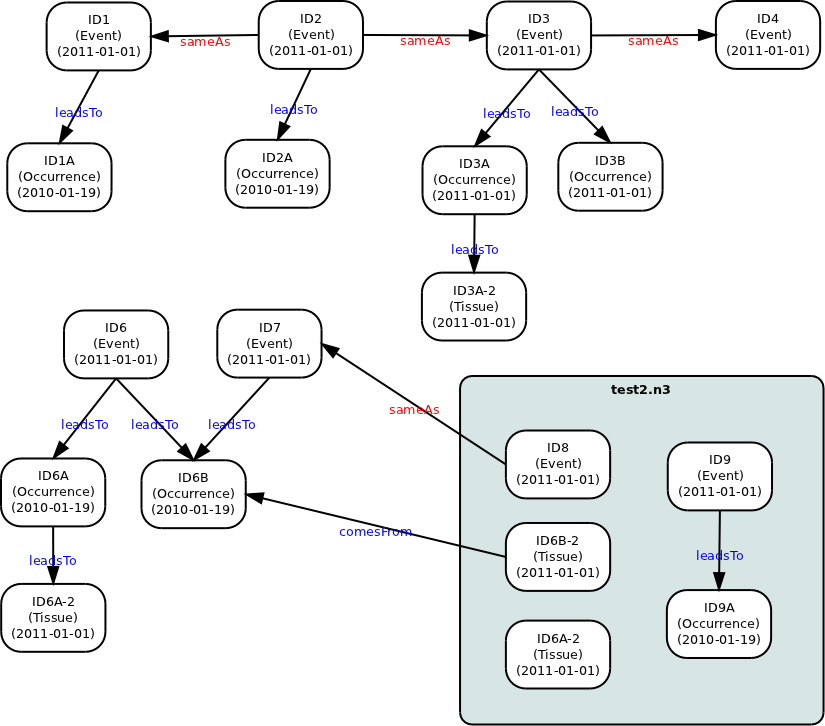 ID1
(Event)
(2011-01-01)
sameAs
ID2
(Event)
(2011-01-01)
sameAs
ID3
(Event)
(2011-01-01)
sameAs
ID4
(Event)
(2011-01-01)
leadsTo
leadsTo
leadsTo
leadsTo
ID1A
(Occurrence)
(2010-01-19)
ID2A
(Occurrence)
(2010-01-19)
ID3A
(Occurrence)
(2011-01-01)
ID3B
(Occurrence)
(2011-01-01)
leadsTo
ID3A-2
(Tissue)
(2011-01-01)
ID6
(Event)
(2011-01-01)
ID7
(Event)
(2011-01-01)
sameAs
leadsTo
leadsTo
leadsTo
ID6A
(Occurrence)
(2010-01-19)
ID6B
(Occurrence)
(2010-01-19)
comesFrom
leadsTo
ID6A-2
(Tissue)
(2011-01-01)
test2.n3
ID8
(Event)
(2011-01-01)
ID9
(Event)
(2011-01-01)
ID6B-2
(Tissue)
(2011-01-01)
leadsTo
ID6A-2
(Tissue)
(2011-01-01)
ID9A
(Occurrence)
(2010-01-19)